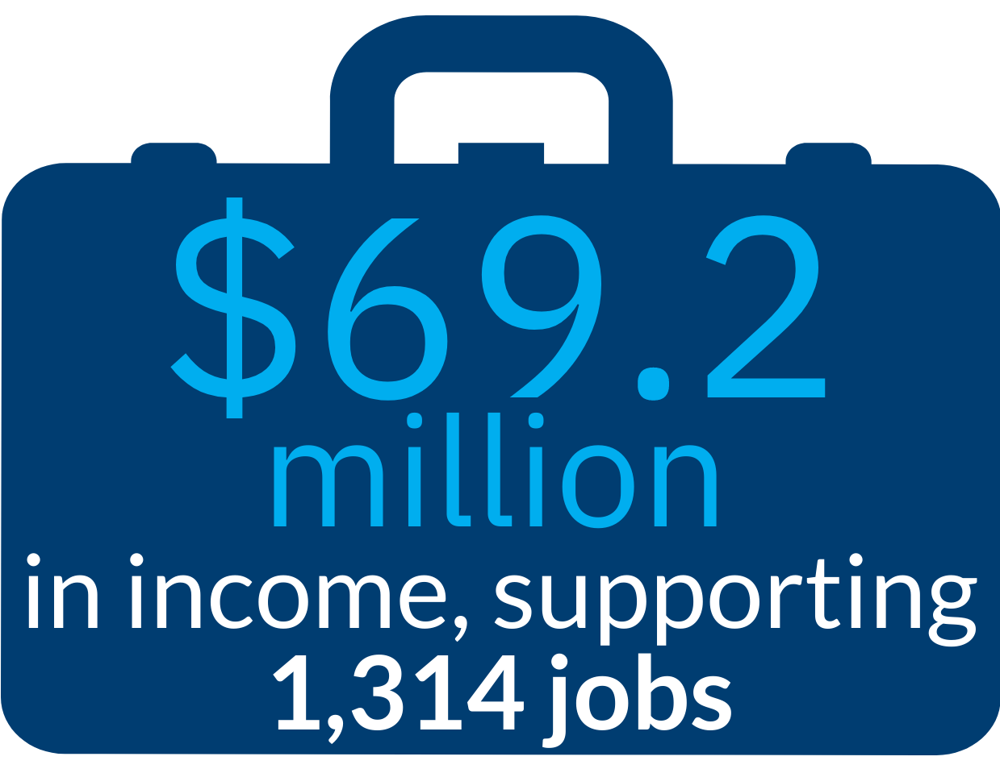 $69.2
million
in income, supporting
1,314 jobs